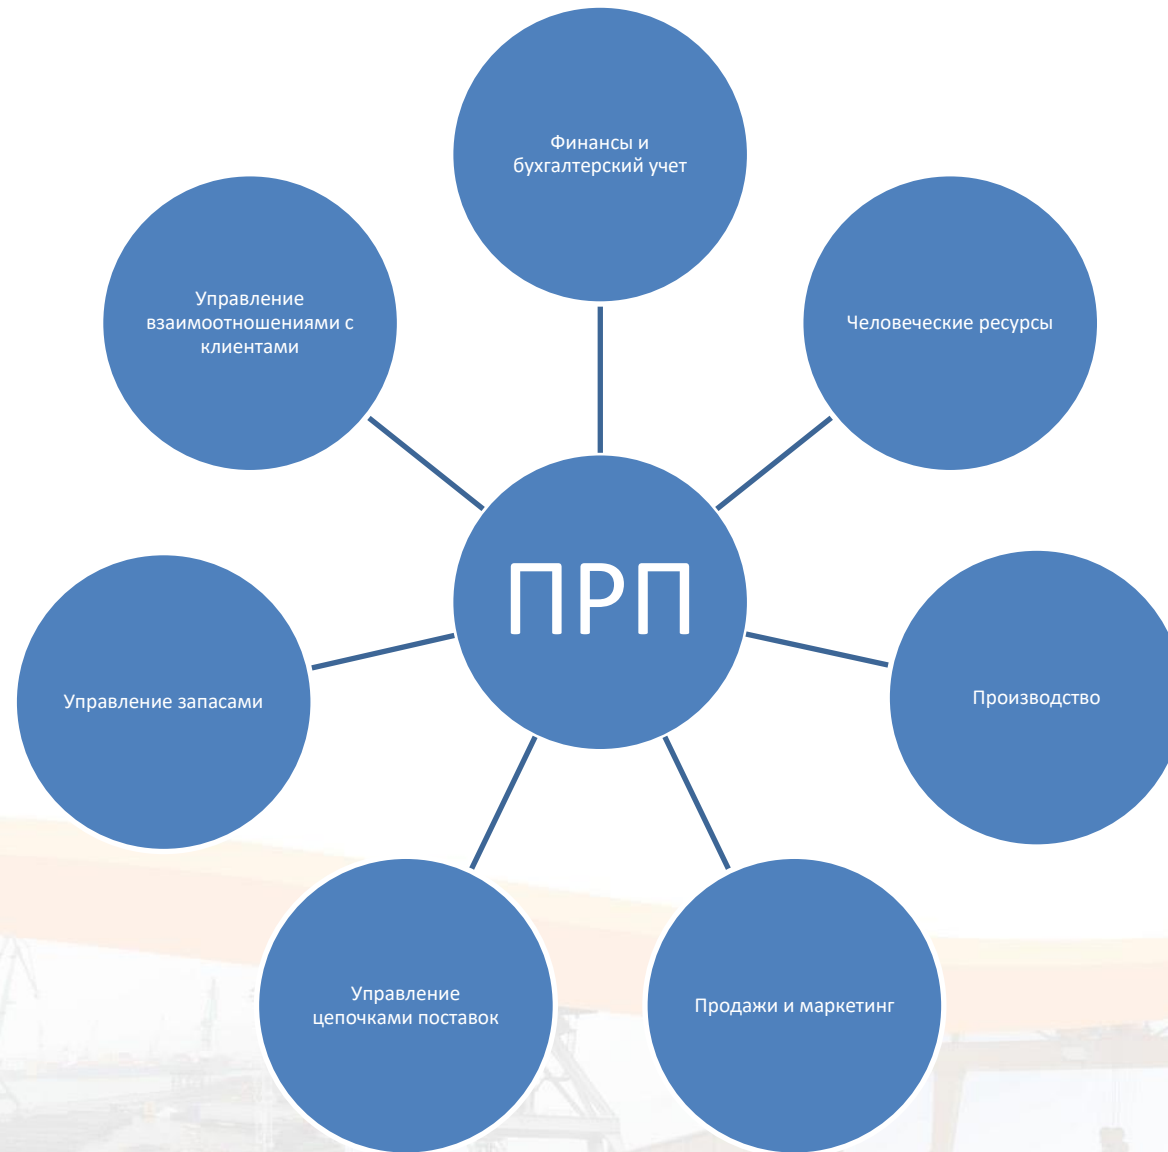 Финансы и
бухгалтерский учет
Управление
взаимоотношениями с
клиентами
Человеческие ресурсы
ПРП
Управление запасами
Производство
Управление
цепочками поставок
Продажи и маркетинг